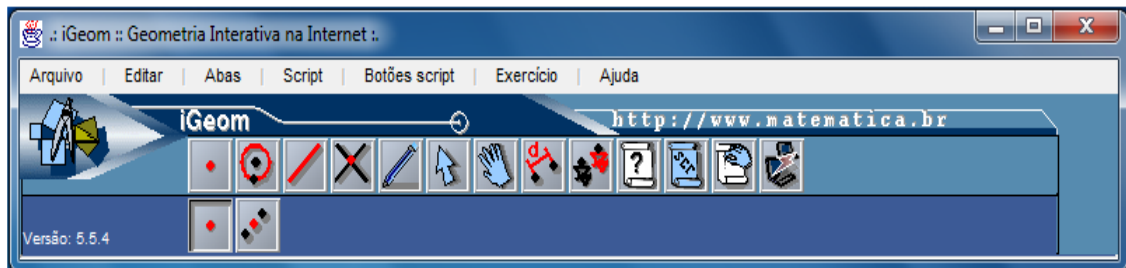 .: iGeom :: Geometria Interativa na Internet :.
Arquivo | Editar | Abas | Script | Botões script | Exercício | Ajuda
iGeom http://www.matematica.br
d
?
SCR
Versão: 5.5.4